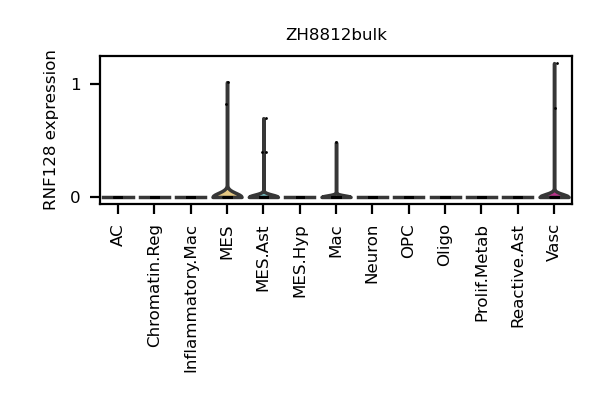 ZH8812bulk
RNF128 expression
1
0
AC
Chromatin.Reg
Inflammatory.Mac
MES
MES.Ast
MES.Hyp
Mac
Neuron
OPC
Oligo
Prolif.Metab
Reactive.Ast
Vasc